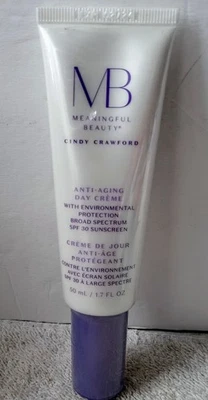 MB
MEANINGFUL
BEAUTY®
CINDY CRAWFORD
ANTI-AGING
DAY CRÈME
WITH ENVIRONMENTAL
PROTECTION
BROAD SPECTRUM
SPF 30 SUNSCREEN
CRÈME DE JOUR
ANTI-ÂGE
PROTÉGEANT
CONTRE L'ENVIRONNEMENT
AVEC ÉCRAN SOLAIRE
SPF 30 À LARGE SPECTRE
50 mL / 1.7 FL OZ